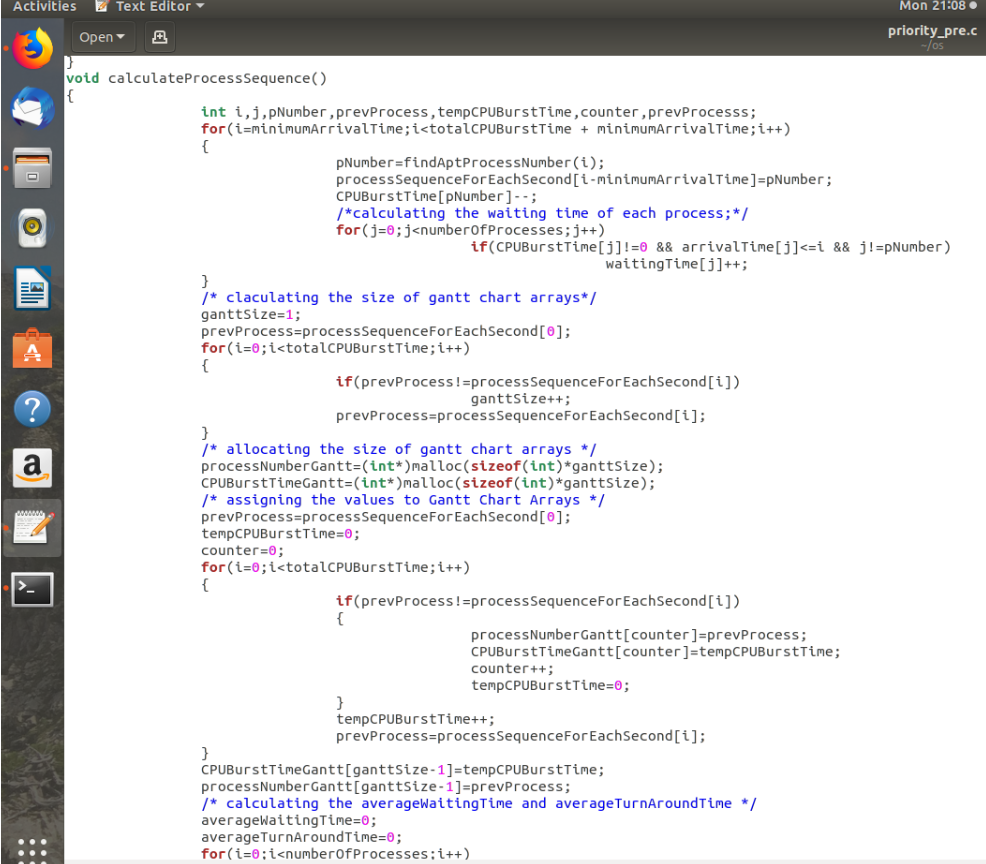 Activities Text Editor Mon 21:08
Open priority_pre.c
~/os
}
void calculateProcessSequence()
{
int i,j,pNumber,prevProcess,tempCPUBurstTime,counter,prevProcesss;
for(i=minimumArrivalTime;i<totalCPUBurstTime + minimumArrivalTime;i++)
{
pNumber=findAptProcessNumber(i);
processSequenceForEachSecond[i-minimumArrivalTime]=pNumber;
CPUBurstTime[pNumber]--;
/*calculating the waiting time of each process;*/
for(j=0;j<numberOfProcesses;j++)
if(CPUBurstTime[j]!=0 && arrivalTime[j]<=i && j!=pNumber)
waitingTime[j]++;
}
/* claculating the size of gantt chart arrays*/
ganttSize=1;
prevProcess=processSequenceForEachSecond[0];
for(i=0;i<totalCPUBurstTime;i++)
{
if(prevProcess!=processSequenceForEachSecond[i])
ganttSize++;
prevProcess=processSequenceForEachSecond[i];
}
/* allocating the size of gantt chart arrays */
processNumberGantt=(int*)malloc(sizeof(int)*ganttSize);
CPUBurstTimeGantt=(int*)malloc(sizeof(int)*ganttSize);
/* assigning the values to Gantt Chart Arrays */
prevProcess=processSequenceForEachSecond[0];
tempCPUBurstTime=0;
counter=0;
for(i=0;i<totalCPUBurstTime;i++)
{
if(prevProcess!=processSequenceForEachSecond[i])
{
processNumberGantt[counter]=prevProcess;
CPUBurstTimeGantt[counter]=tempCPUBurstTime;
counter++;
tempCPUBurstTime=0;
}
tempCPUBurstTime++;
prevProcess=processSequenceForEachSecond[i];
}
CPUBurstTimeGantt[ganttSize-1]=tempCPUBurstTime;
processNumberGantt[ganttSize-1]=prevProcess;
/* calculating the averageWaitingTime and averageTurnAroundTime */
averageWaitingTime=0;
averageTurnAroundTime=0;
for(i=0;i<numberOfProcesses;i++)